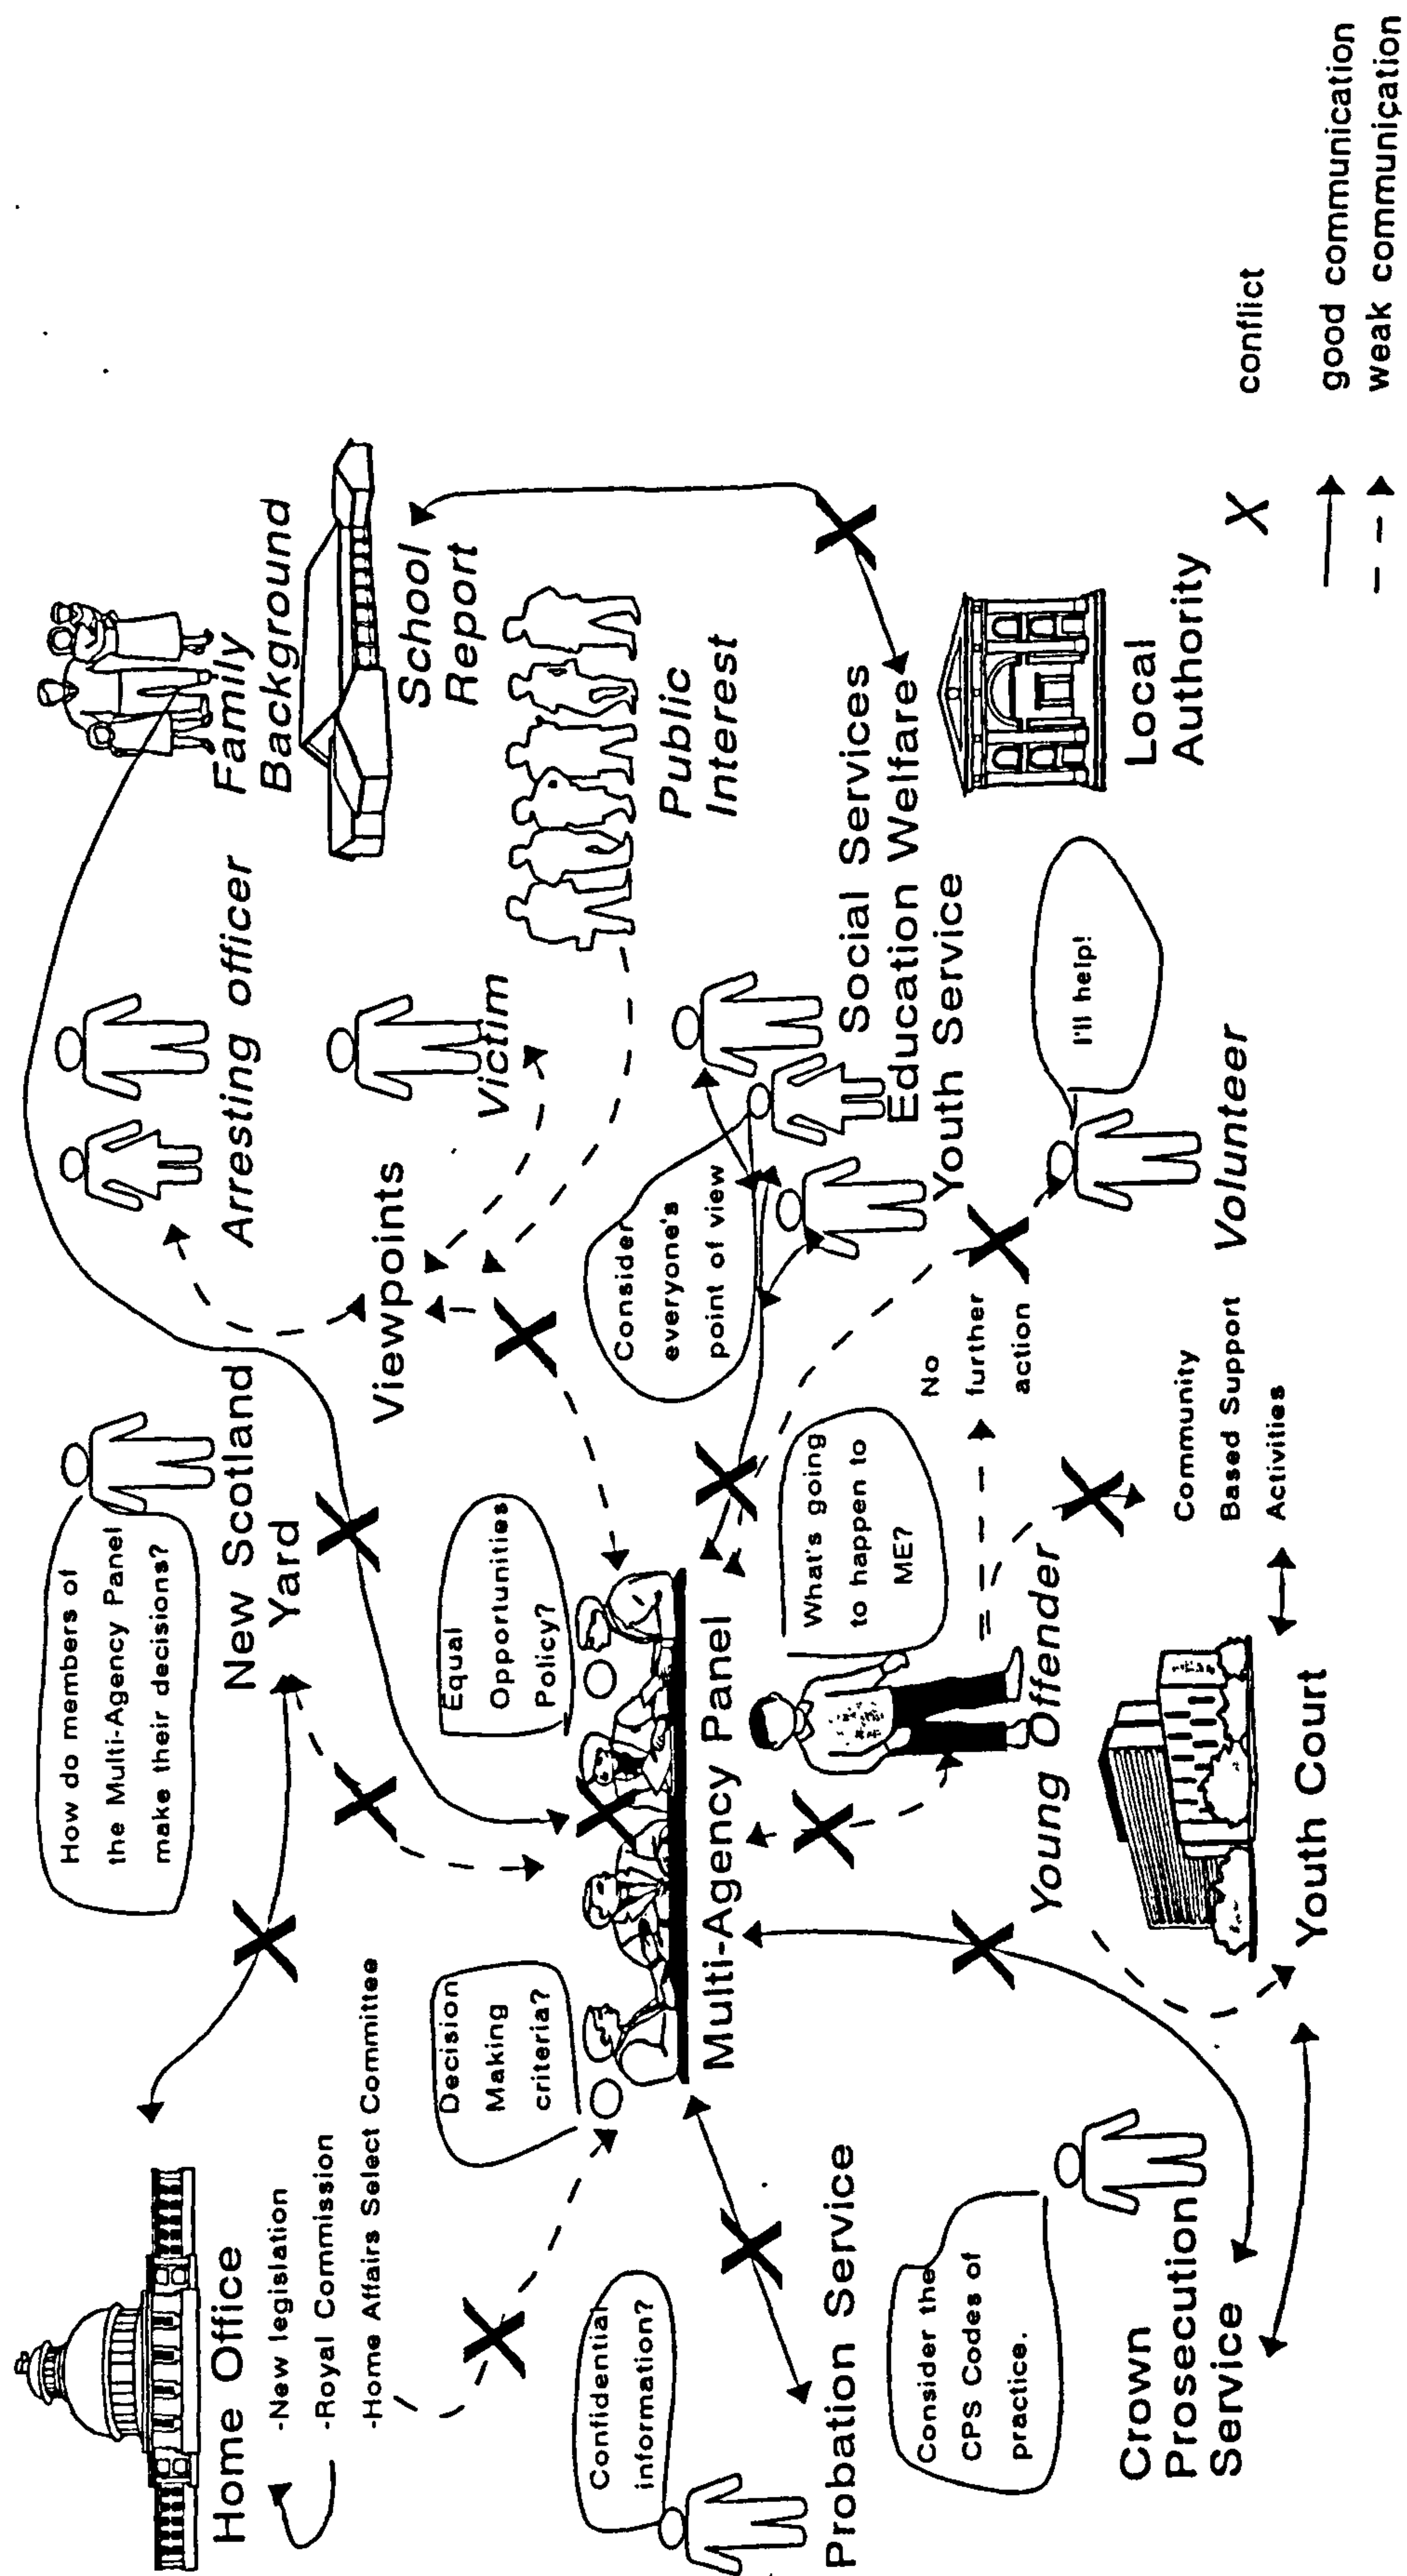 Home Office
-New legislation
-Royal Commission
-Home Affairs Select Committee
How do members of
the Multi-Agency Panel
make their decisions?
New Scotland
Yard
Arresting officer
Family
Background
School
Report
Victim
Viewpoints
Public
Interest
Confidential
information?
Probation Service
Decision
Making
criteria?
Equal
Opportunities
Policy?
Multi-Agency Panel
Consider
everyone's
point of view
Social Services
Education Welfare
Youth Service
Local
Authority
Consider the
CPS Codes of
practice.
Crown
Prosecution
Service
What's going
to happen to
ME?
Young Offender
No
further
action
Community
Based Support
Activities
Youth Court
I'll help!
Volunteer
conflict
good communication
weak communication